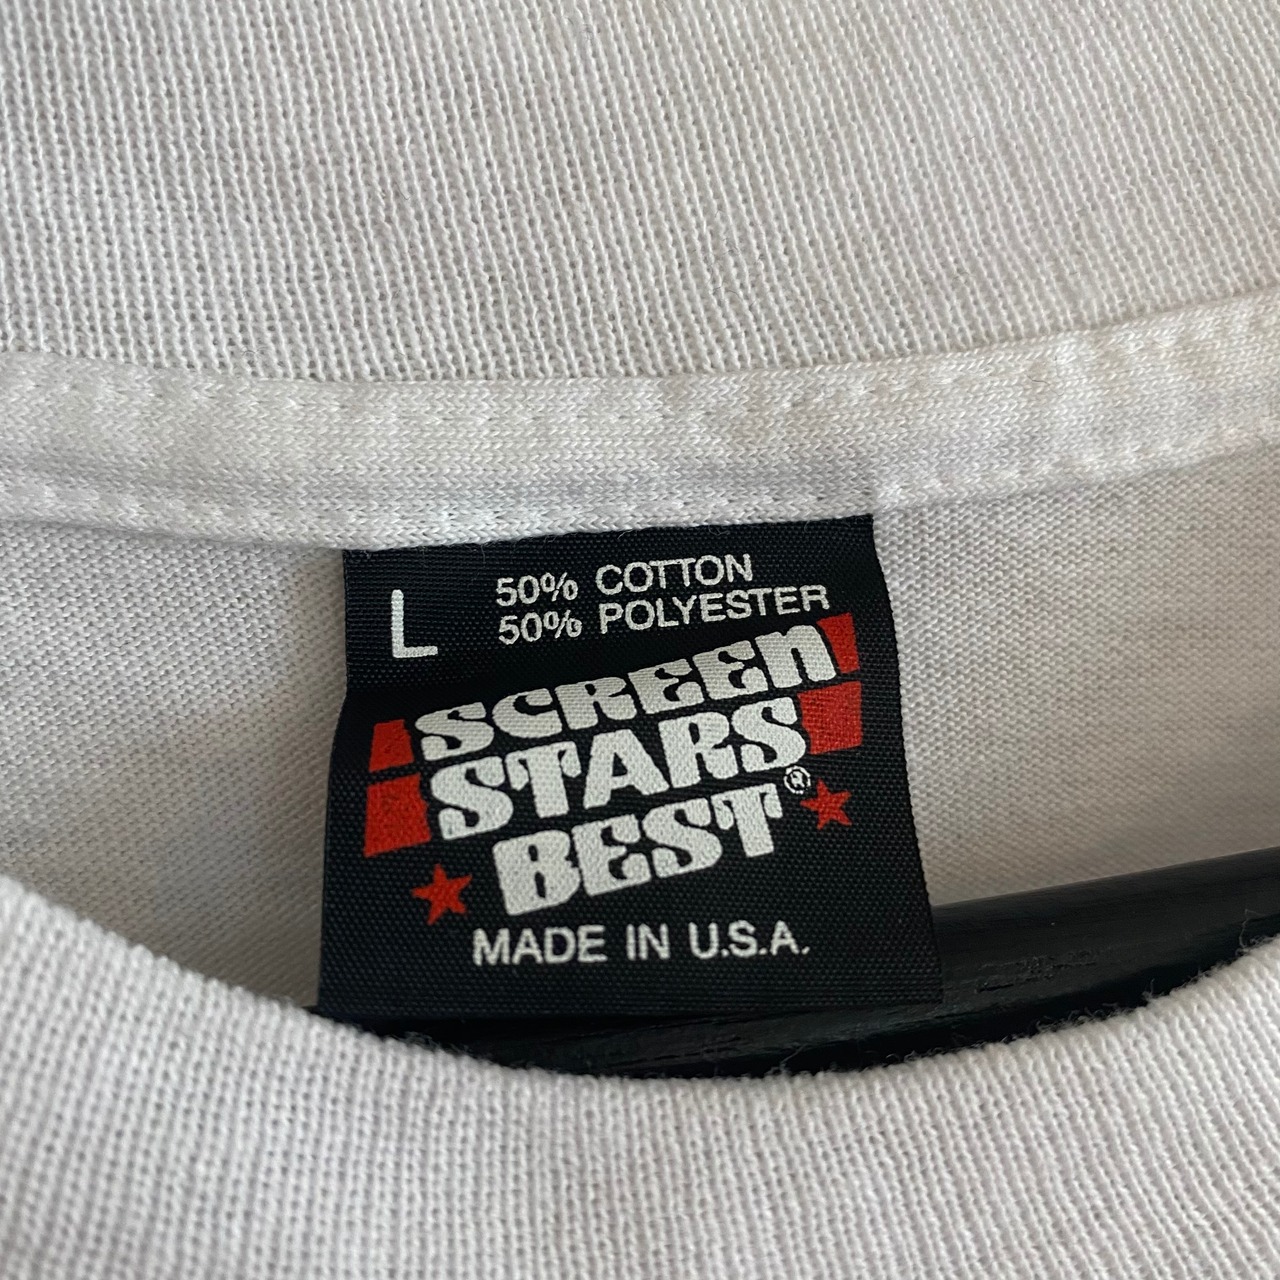 L
50% COTTON
50% POLYESTER
SCREEN
STARS
BEST®
MADE IN U.S.A.